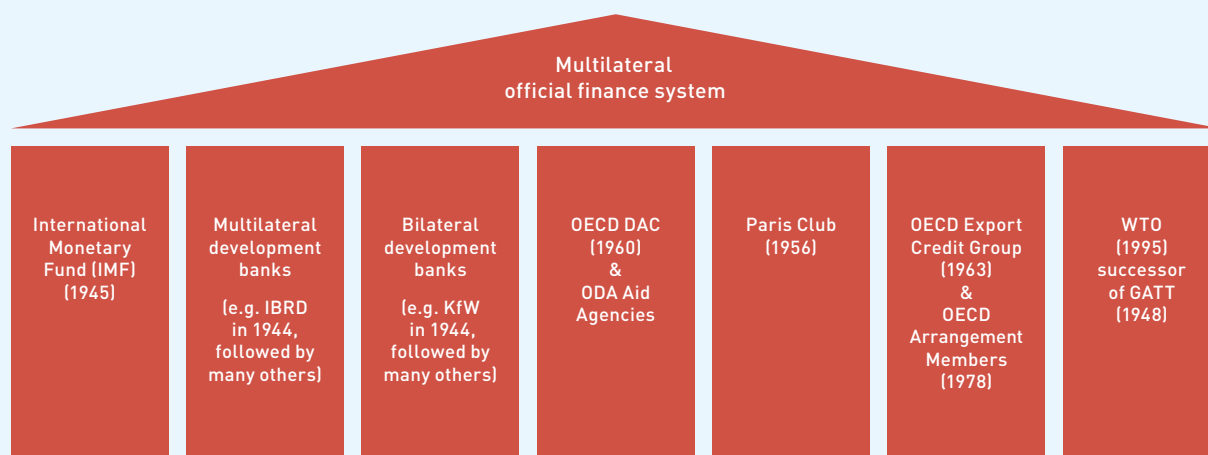 Multilateral
official finance system
International
Monetary
Fund (IMF)
(1945)
Multilateral
development
banks
(e.g. IBRD
in 1944,
followed by
many others)
Bilateral
development
banks
(e.g. KfW
in 1944,
followed by
many others)
OECD DAC
(1960)
&
ODA Aid
Agencies
Paris Club
(1956)
OECD Export
Credit Group
(1963)
&
OECD
Arrangement
Members
(1978)
WTO
(1995)
successor
of GATT
(1948)